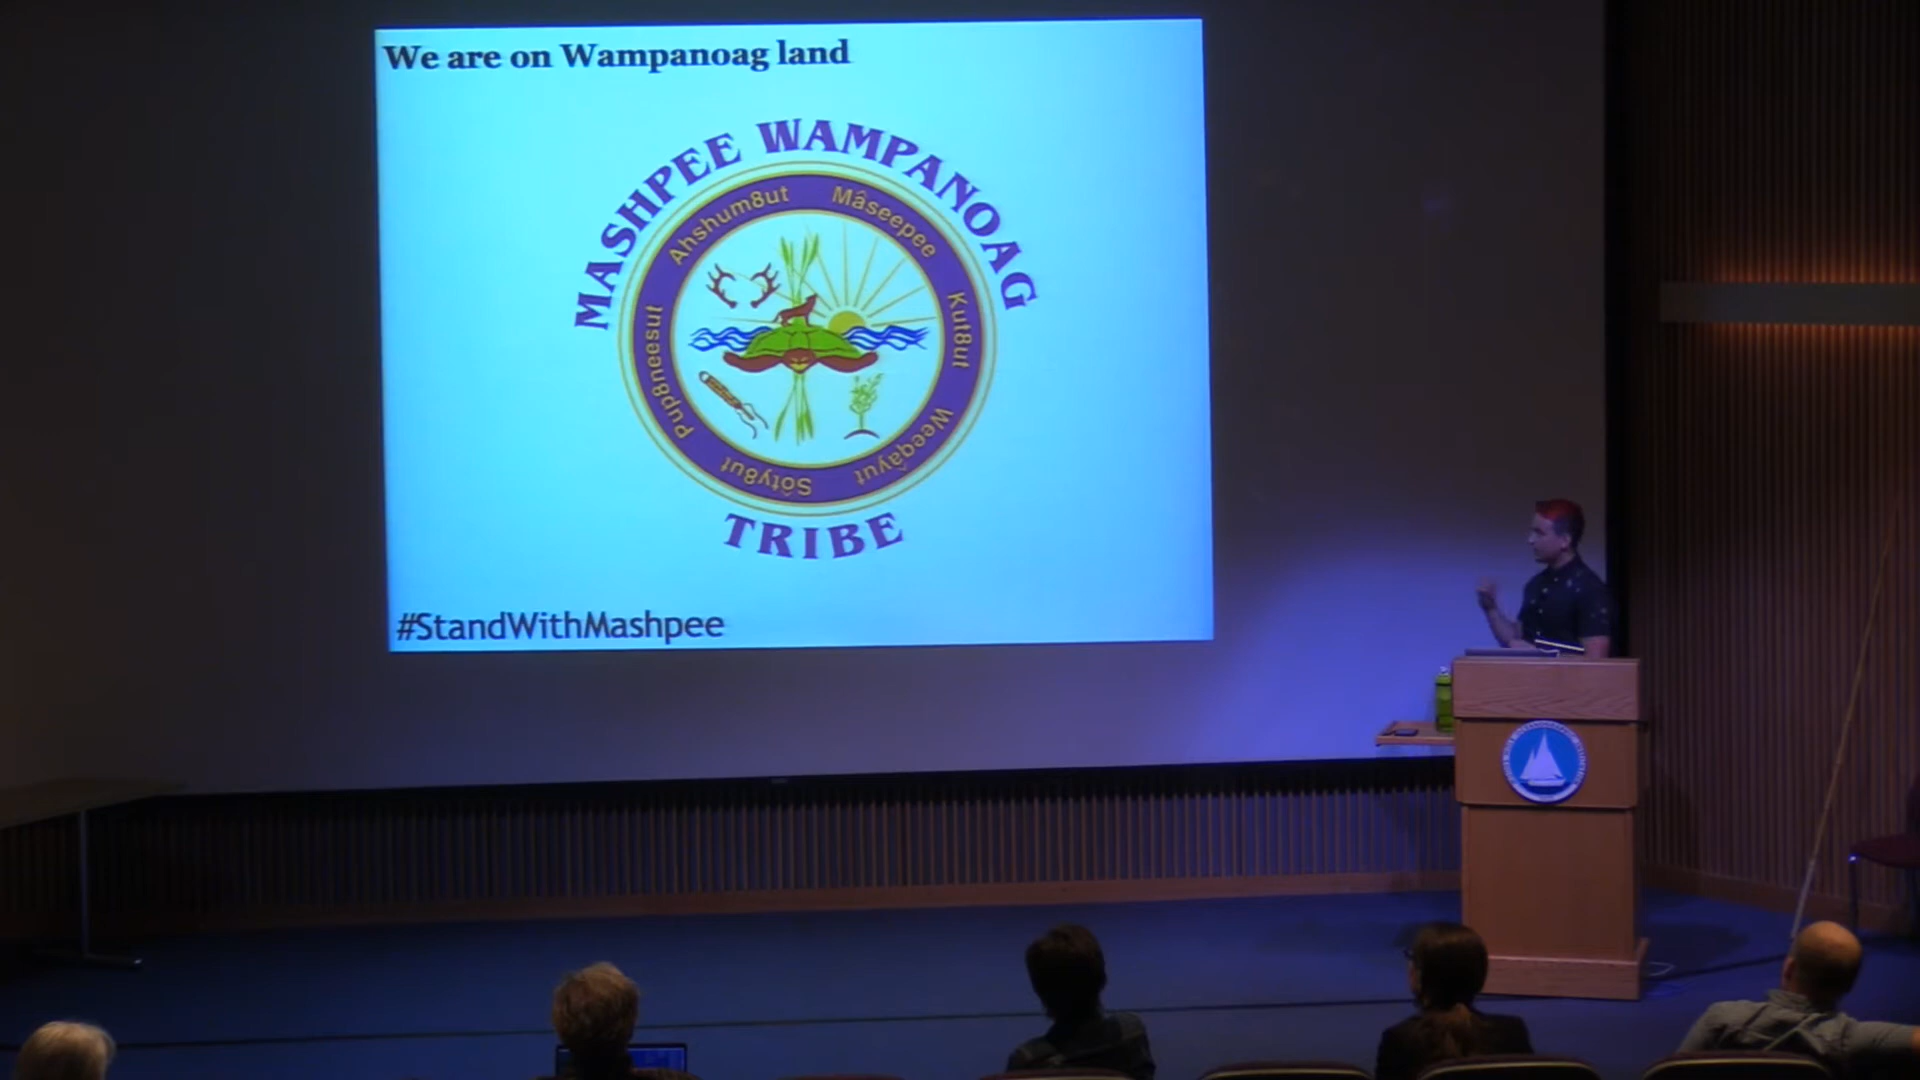 We are on Wampanoag land
MASHPEE WAMPANOAG
Ahshum8ut
Mâseepee
Kut8ut
Weeqâyut
Sôty8ut
Pup8neesut
TRIBE
#StandWithMashpee